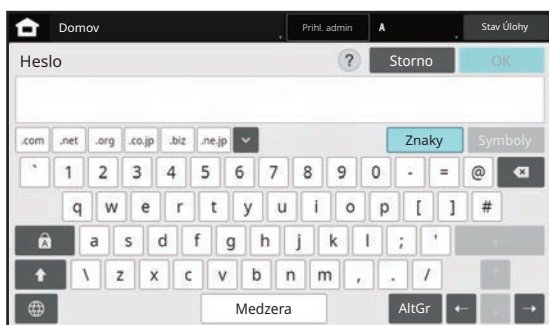 Domov Prihl. admin A Stav Úlohy
Heslo ? Storno OK
.com .net .org .co.jp .biz .ne.jp Znaky Symboly
` 1 2 3 4 5 6 7 8 9 0 - = @
q w e r t y u i o p [ ] #
A a s d f g h j k l ; '
\ z x c v b n m , . /
Medzera AltGr ← ↓ →